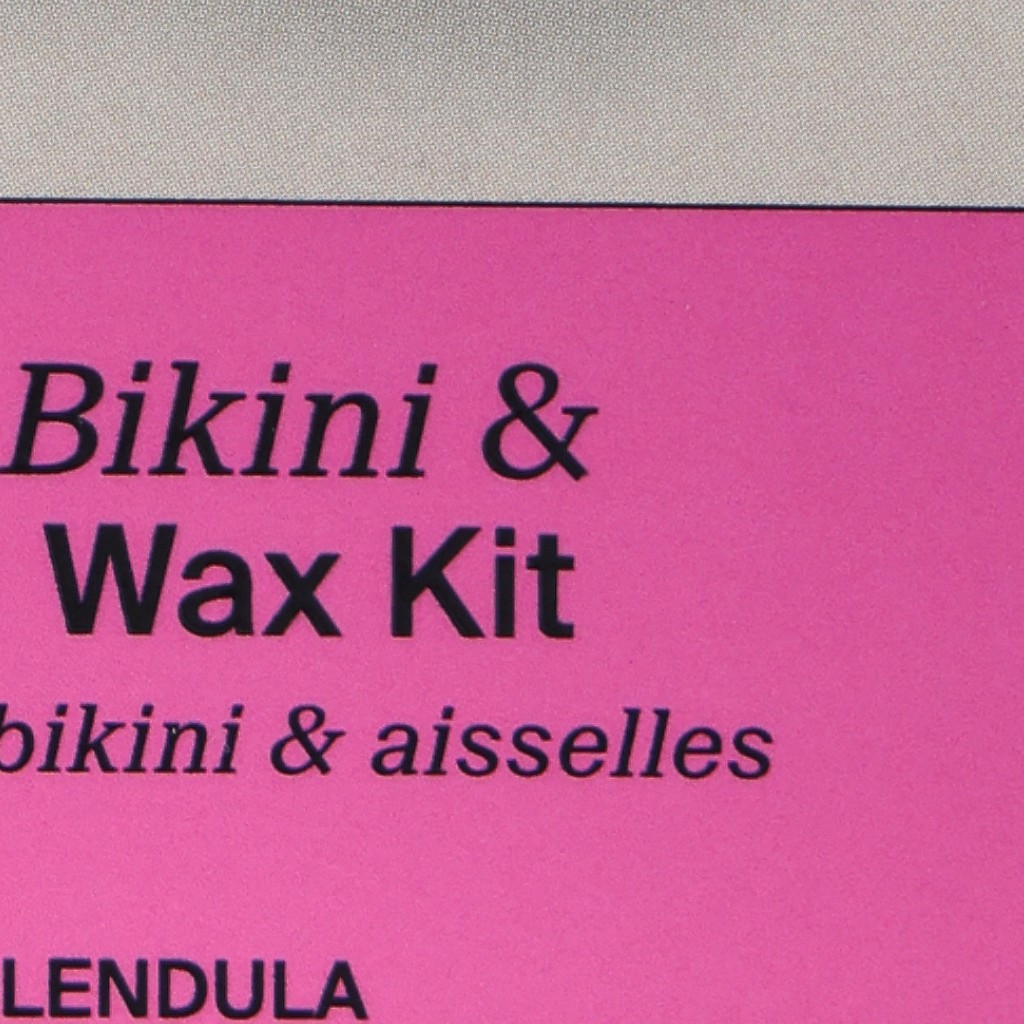 Bikini &
Wax Kit
bikini & aisselles
LENDULA